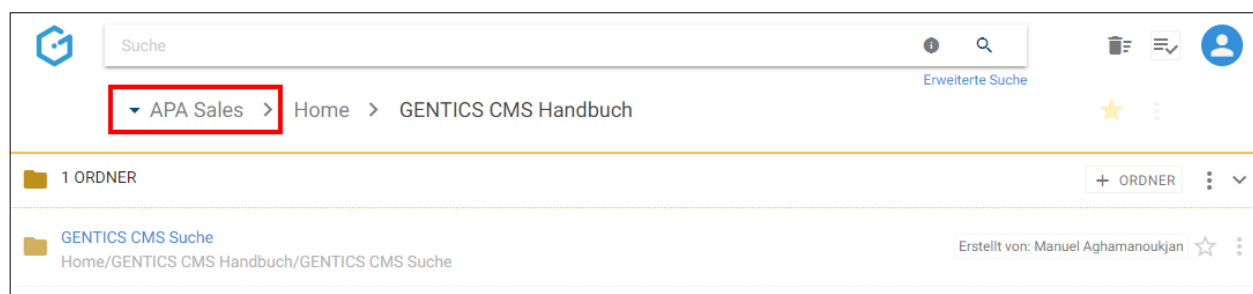 Suche
Erweiterte Suche
APA Sales > Home > GENTICS CMS Handbuch
1 ORDNER
+ ORDNER
GENTICS CMS Suche
Erstellt von: Manuel Aghamanoukjan
Home/GENTICS CMS Handbuch/GENTICS CMS Suche